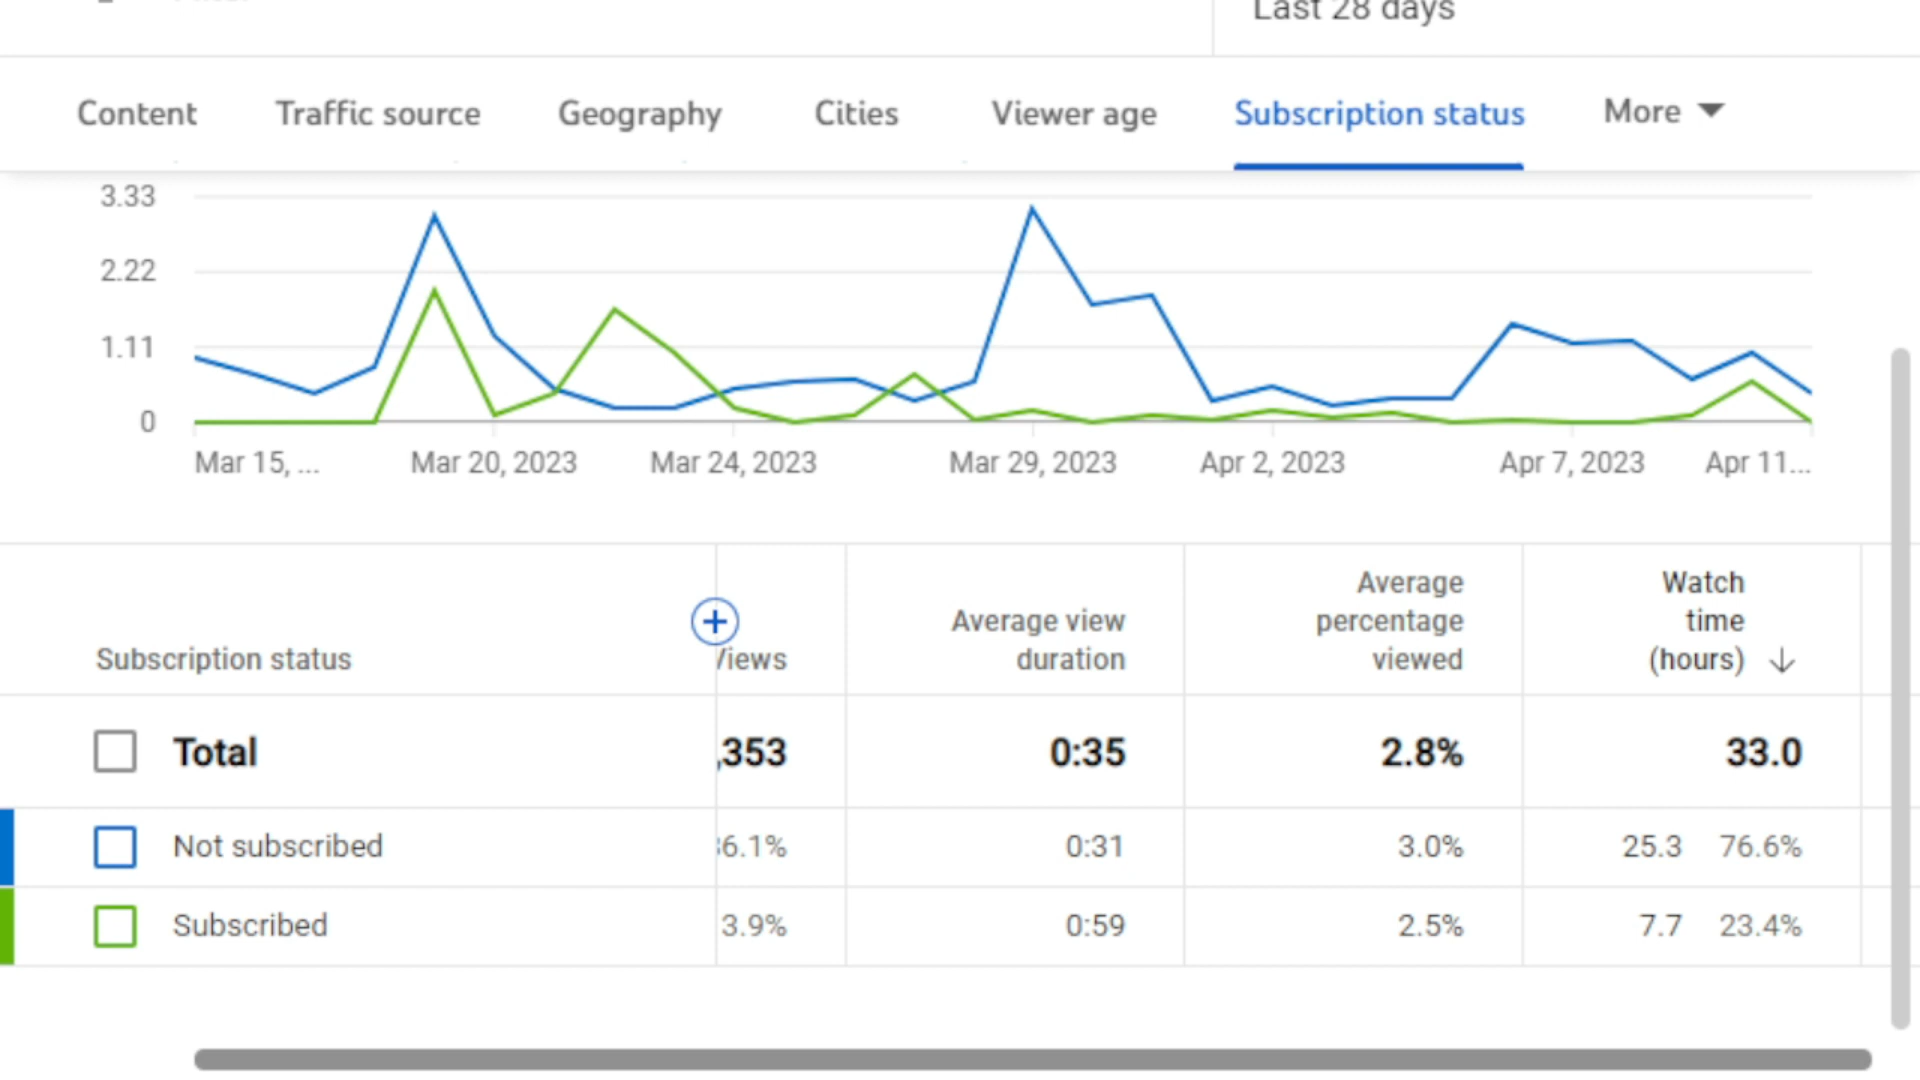 Last 28 days
Content Traffic source Geography Cities Viewer age Subscription status More
3.33
2.22
1.11
0
Mar 15, ... Mar 20, 2023 Mar 24, 2023 Mar 29, 2023 Apr 2, 2023 Apr 7, 2023 Apr 11...
Subscription status
Views
Average view
duration
Average
percentage
viewed
Watch
time
(hours)
Total ,353 0:35 2.8% 33.0
Not subscribed 6.1% 0:31 3.0% 25.3 76.6%
Subscribed 3.9% 0:59 2.5% 7.7 23.4%